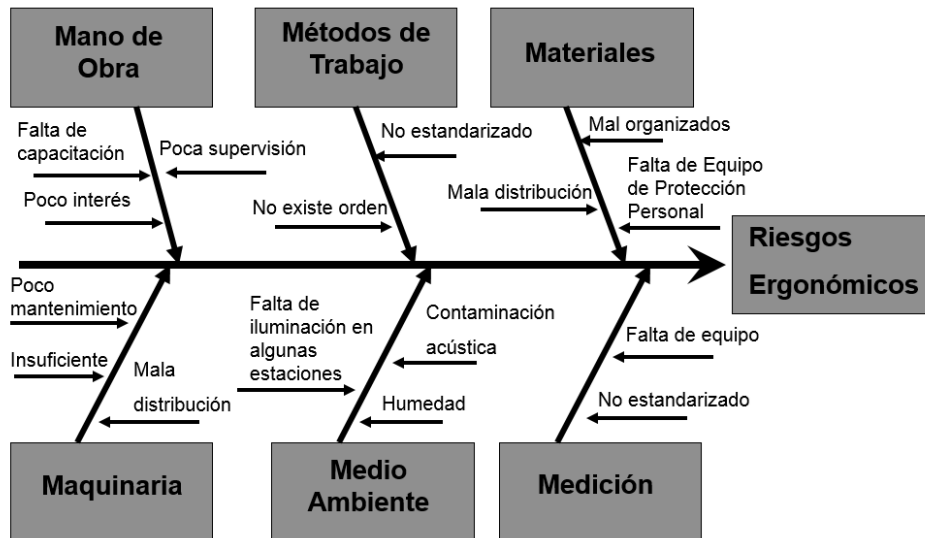 Mano de
Obra
Métodos de
Trabajo
Materiales
Falta de
capacitación
Poca supervisión
Poco interés
No estandarizado
No existe orden
Mal organizados
Mala distribución
Falta de Equipo
de Protección
Personal
Riesgos
Ergonómicos
Poco
mantenimiento
Insuficiente
Mala
distribución
Falta de
iluminación en
algunas
estaciones
Contaminación
acústica
Humedad
Falta de equipo
No estandarizado
Maquinaria
Medio
Ambiente
Medición